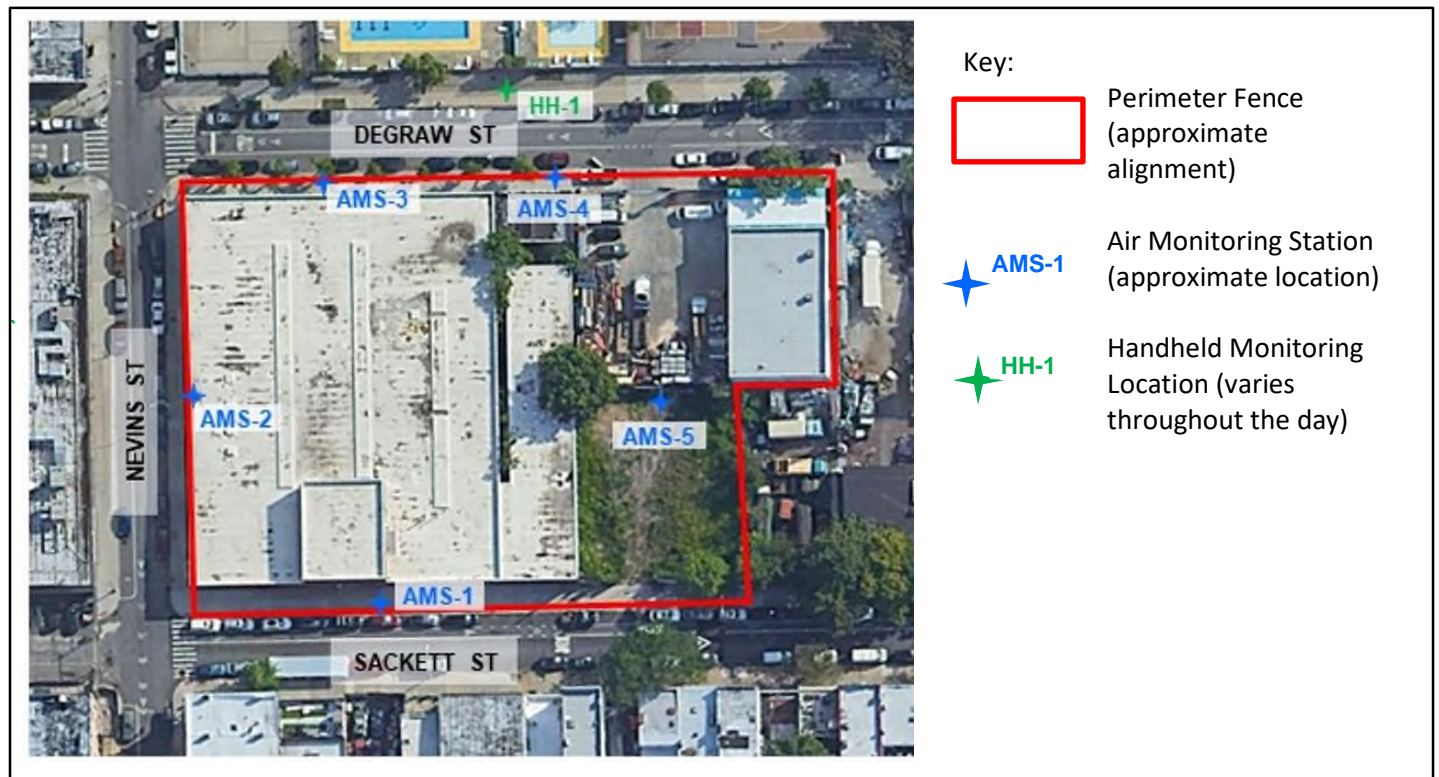 HH-1
DEGRAW ST
AMS-3
AMS-4
NEVINS ST
AMS-2
AMS-5
AMS-1
SACKETT ST
Key:
Perimeter Fence
(approximate
alignment)
AMS-1
Air Monitoring Station
(approximate location)
HH-1
Handheld Monitoring
Location (varies
throughout the day)